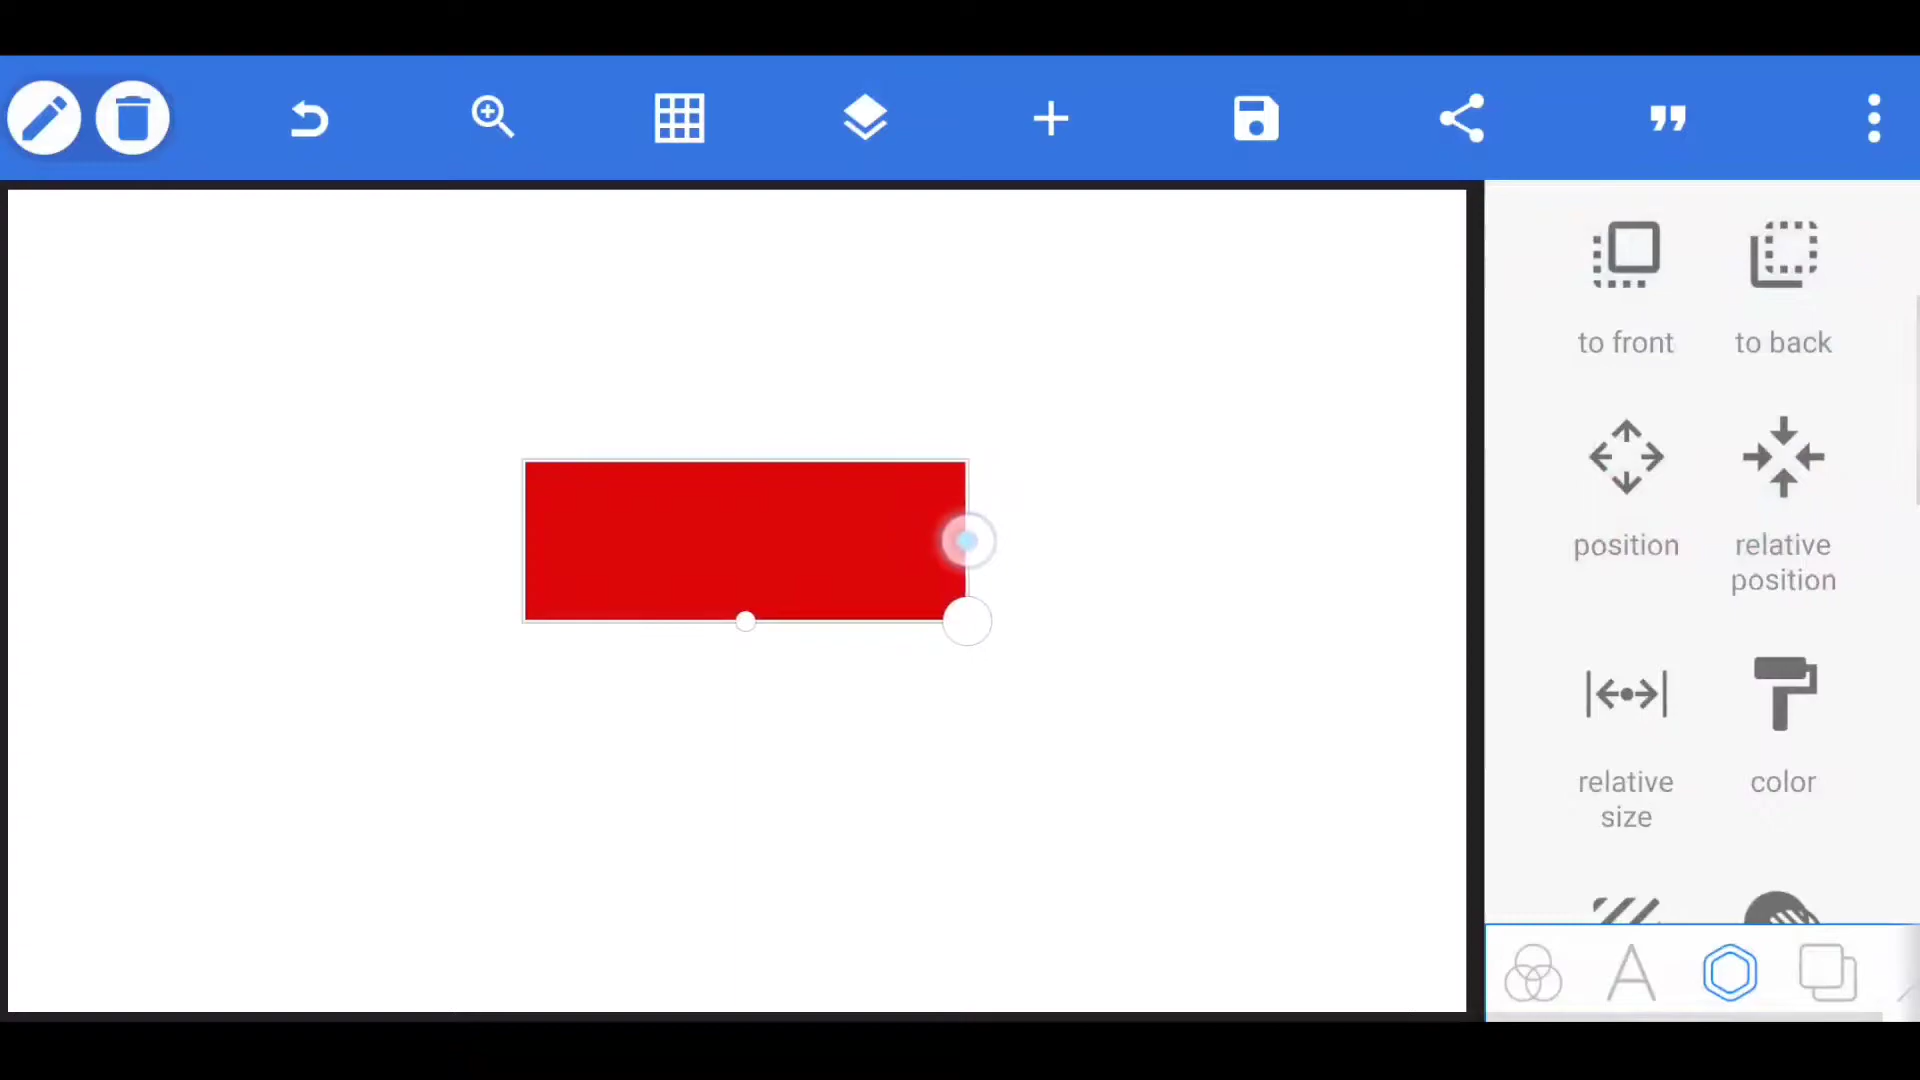 to front
to back
position
relative
position
relative
size
color